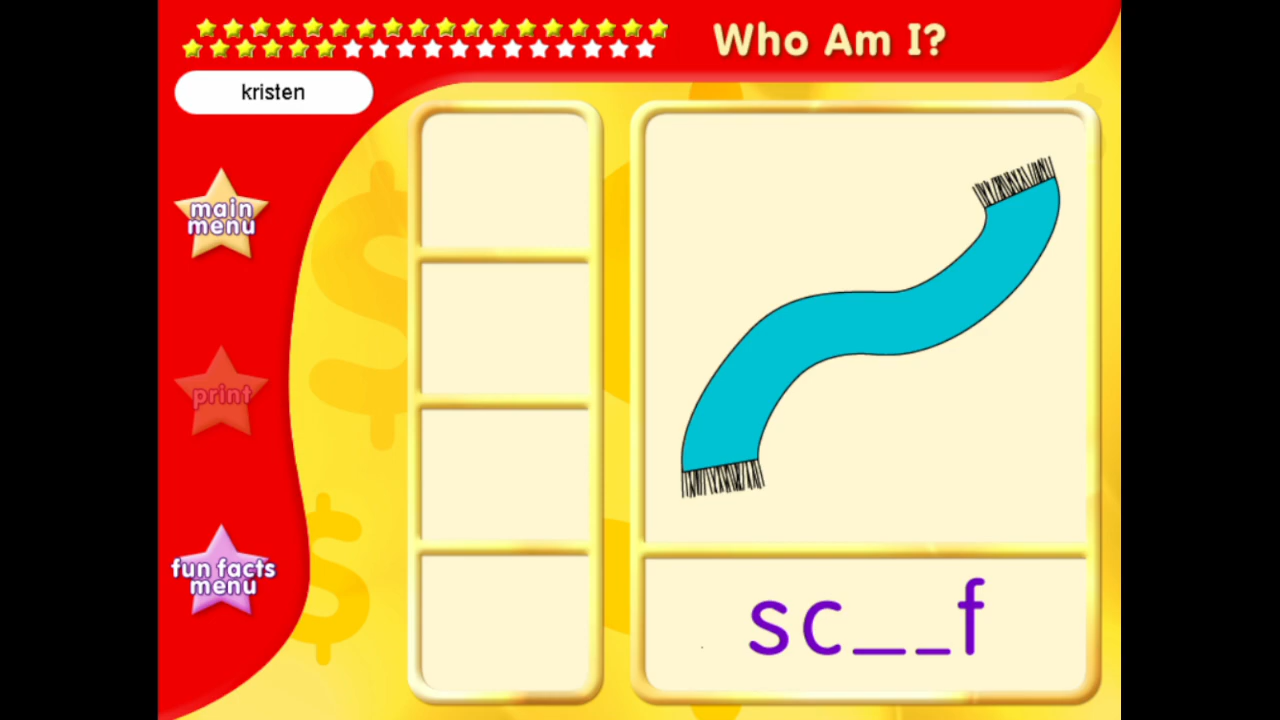 Who Am I?
kristen
main
menu
print
fun facts
menu
sc__f